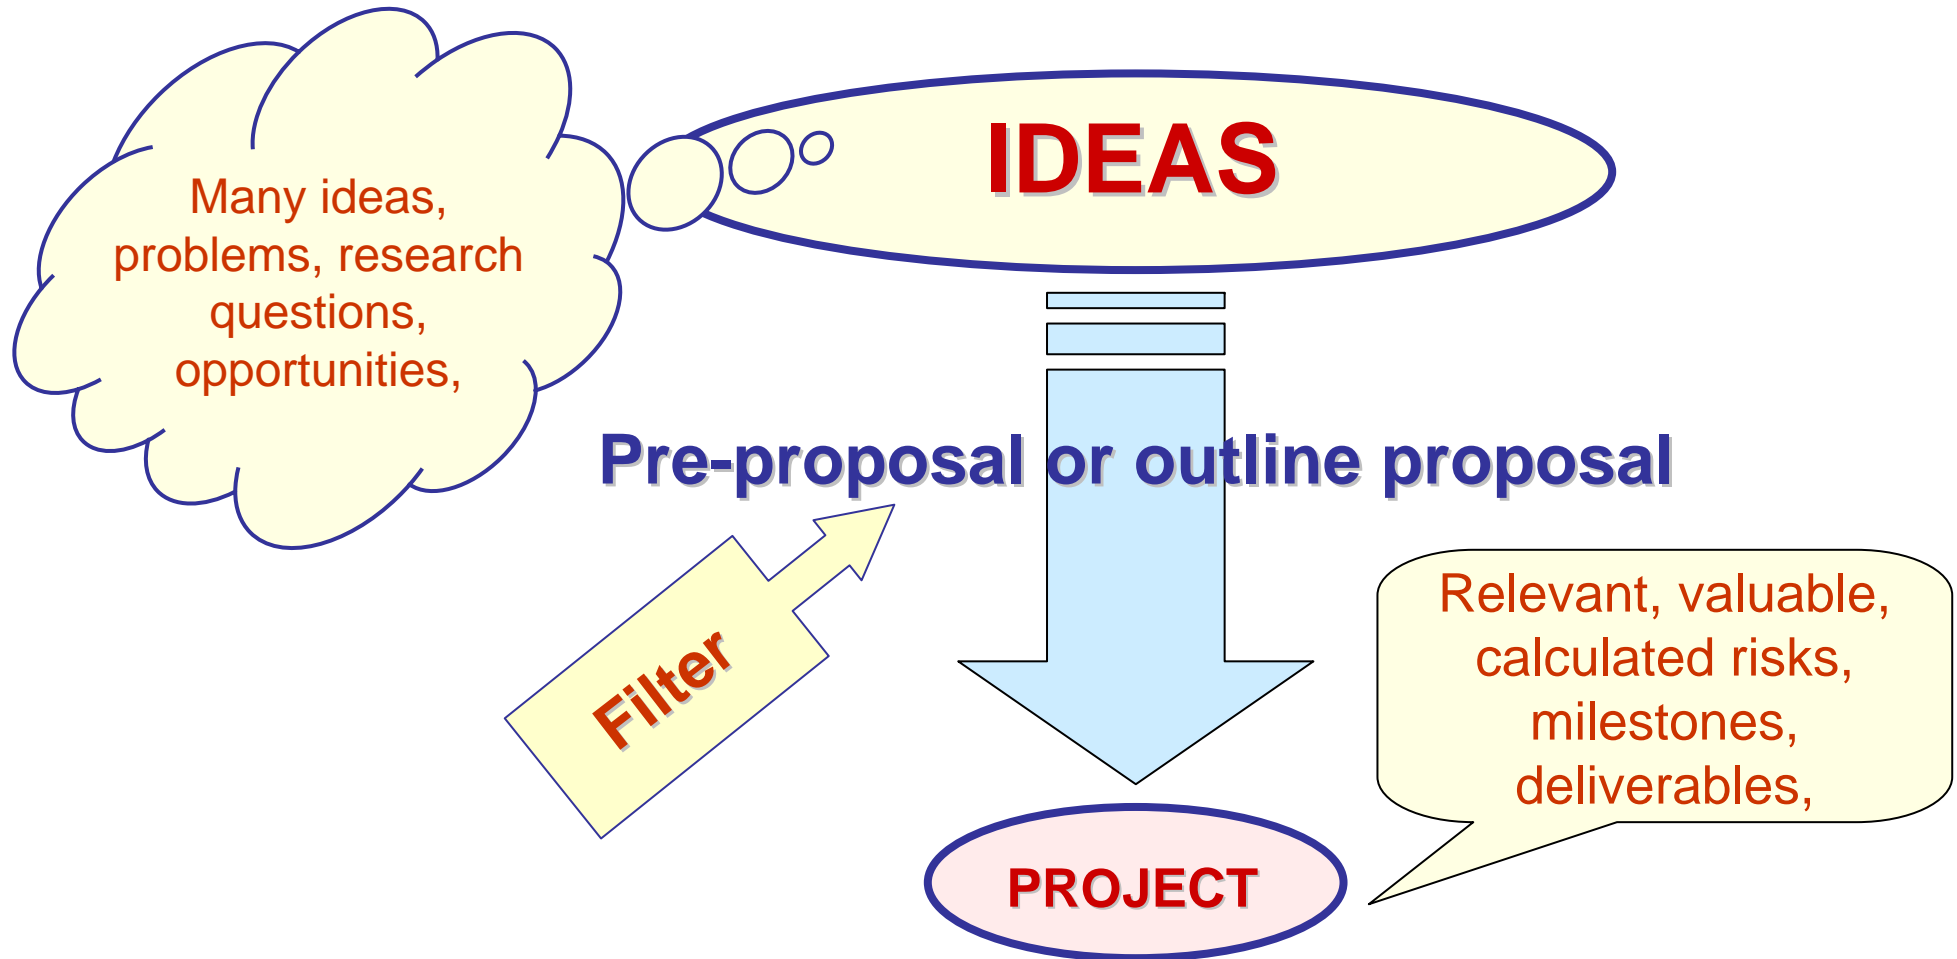 IDEAS
Many ideas,
problems, research
questions,
opportunities,
Pre-proposal or outline proposal
Filter
Relevant, valuable,
calculated risks,
milestones,
deliverables,
PROJECT